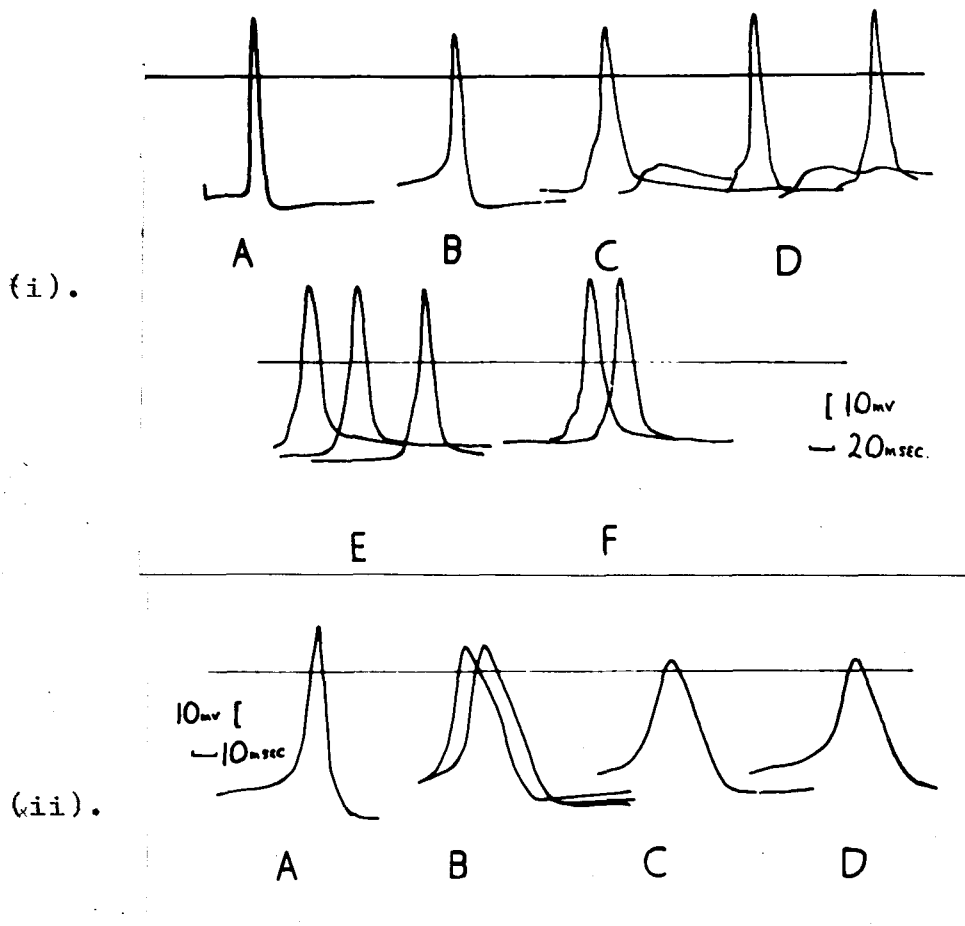 A B C D
(i).
[ 10mv
20msec.
E F
10mv [
10msec
(ii).
A B C D